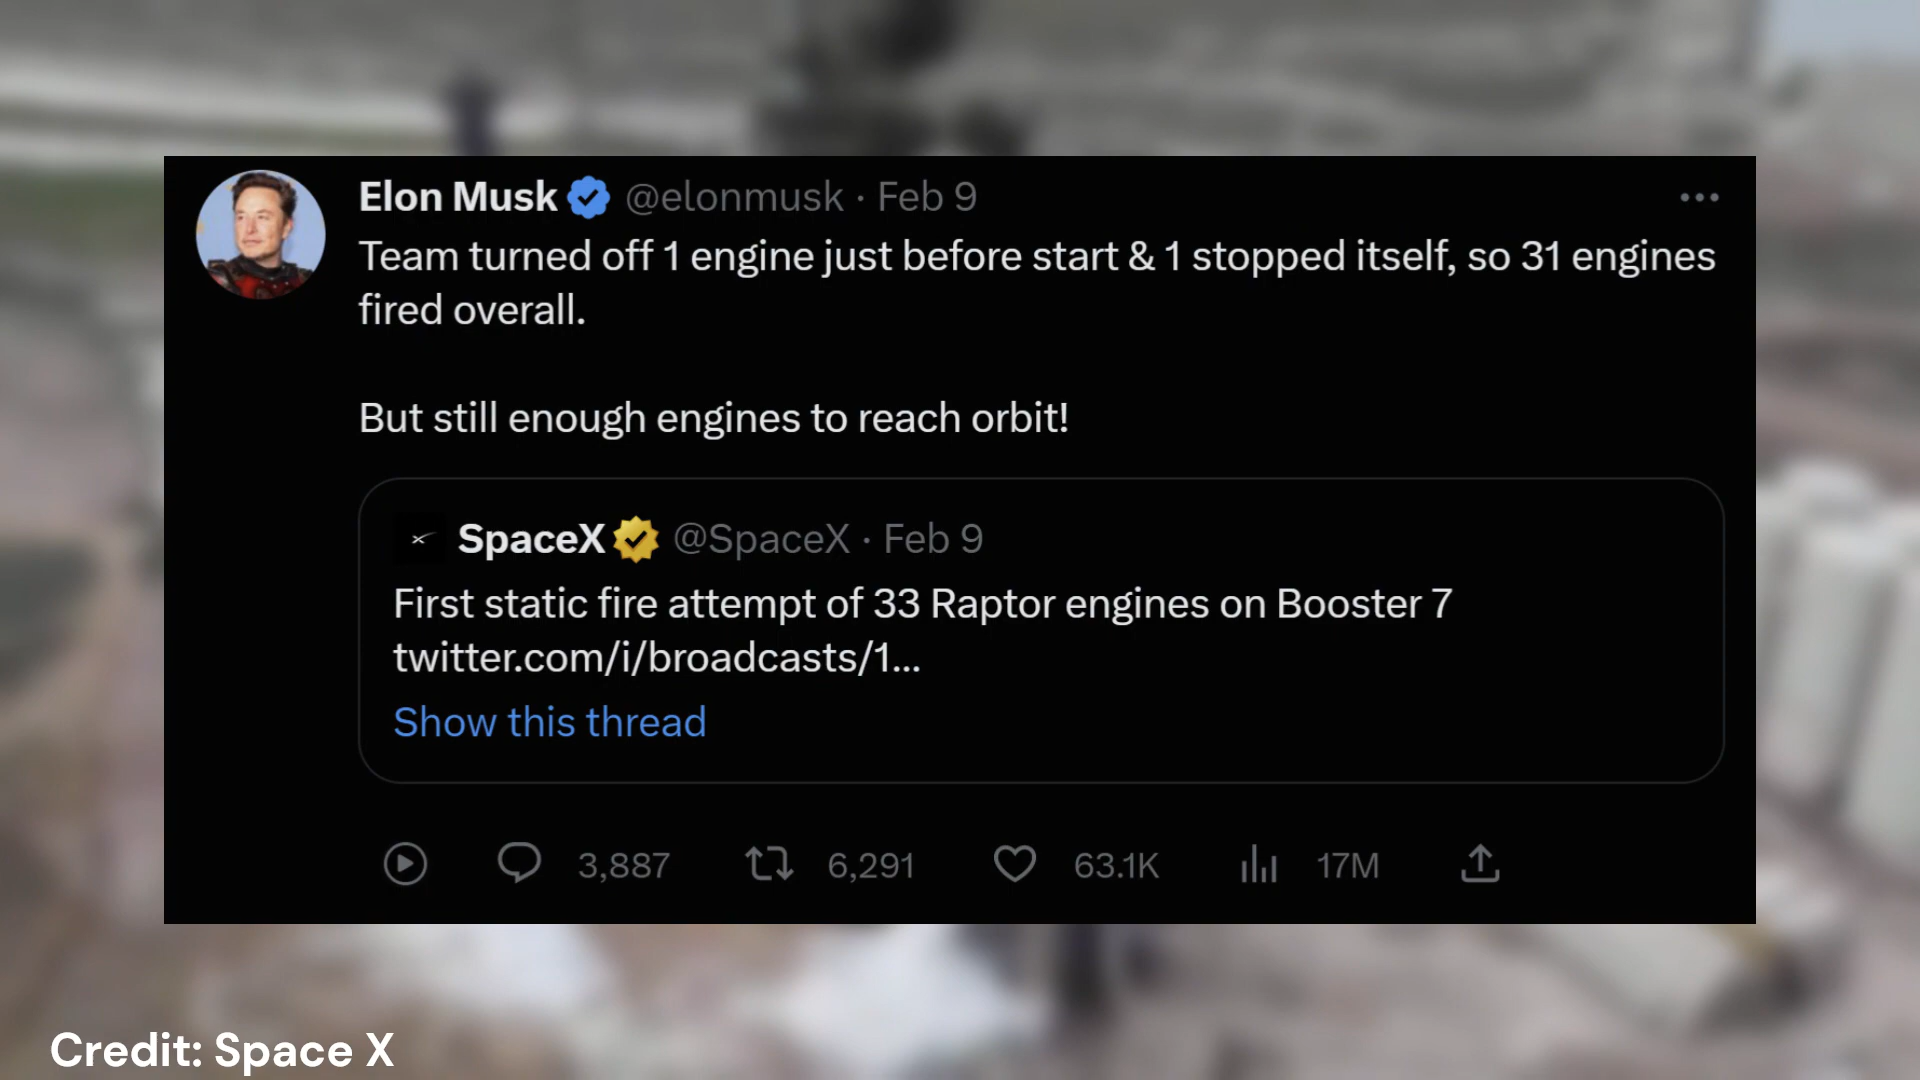 Elon Musk @elonmusk · Feb 9
Team turned off 1 engine just before start & 1 stopped itself, so 31 engines
fired overall.
But still enough engines to reach orbit!
SpaceX @SpaceX · Feb 9
First static fire attempt of 33 Raptor engines on Booster 7
twitter.com/i/broadcasts/1...
Show this thread
3,887 6,291 63.1K 17M
Credit: Space X